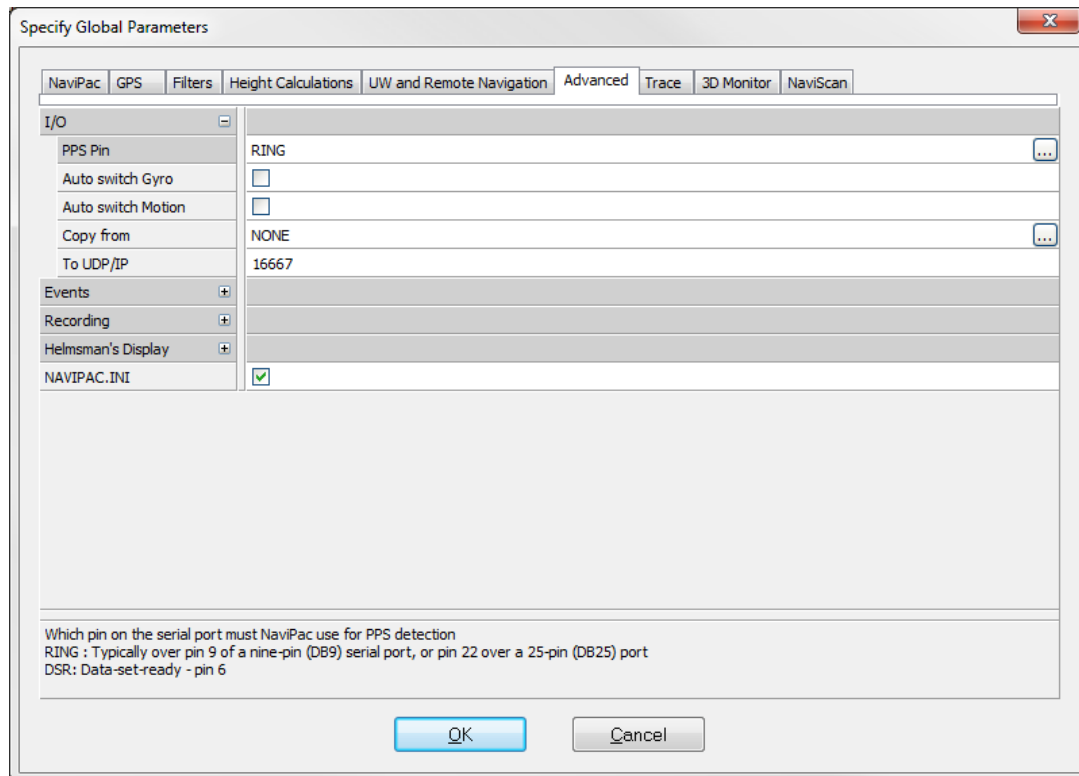 Specify Global Parameters
NaviPac GPS Filters Height Calculations UW and Remote Navigation Advanced Trace 3D Monitor NaviScan
I/O
PPS Pin RING ...
Auto switch Gyro
Auto switch Motion
Copy from NONE ...
To UDP/IP 16667
Events
Recording
Helmsman's Display
NAVIPAC.INI
Which pin on the serial port must NaviPac use for PPS detection
RING : Typically over pin 9 of a nine-pin (DB9) serial port, or pin 22 over a 25-pin (DB25) port
DSR: Data-set-ready - pin 6
OK Cancel